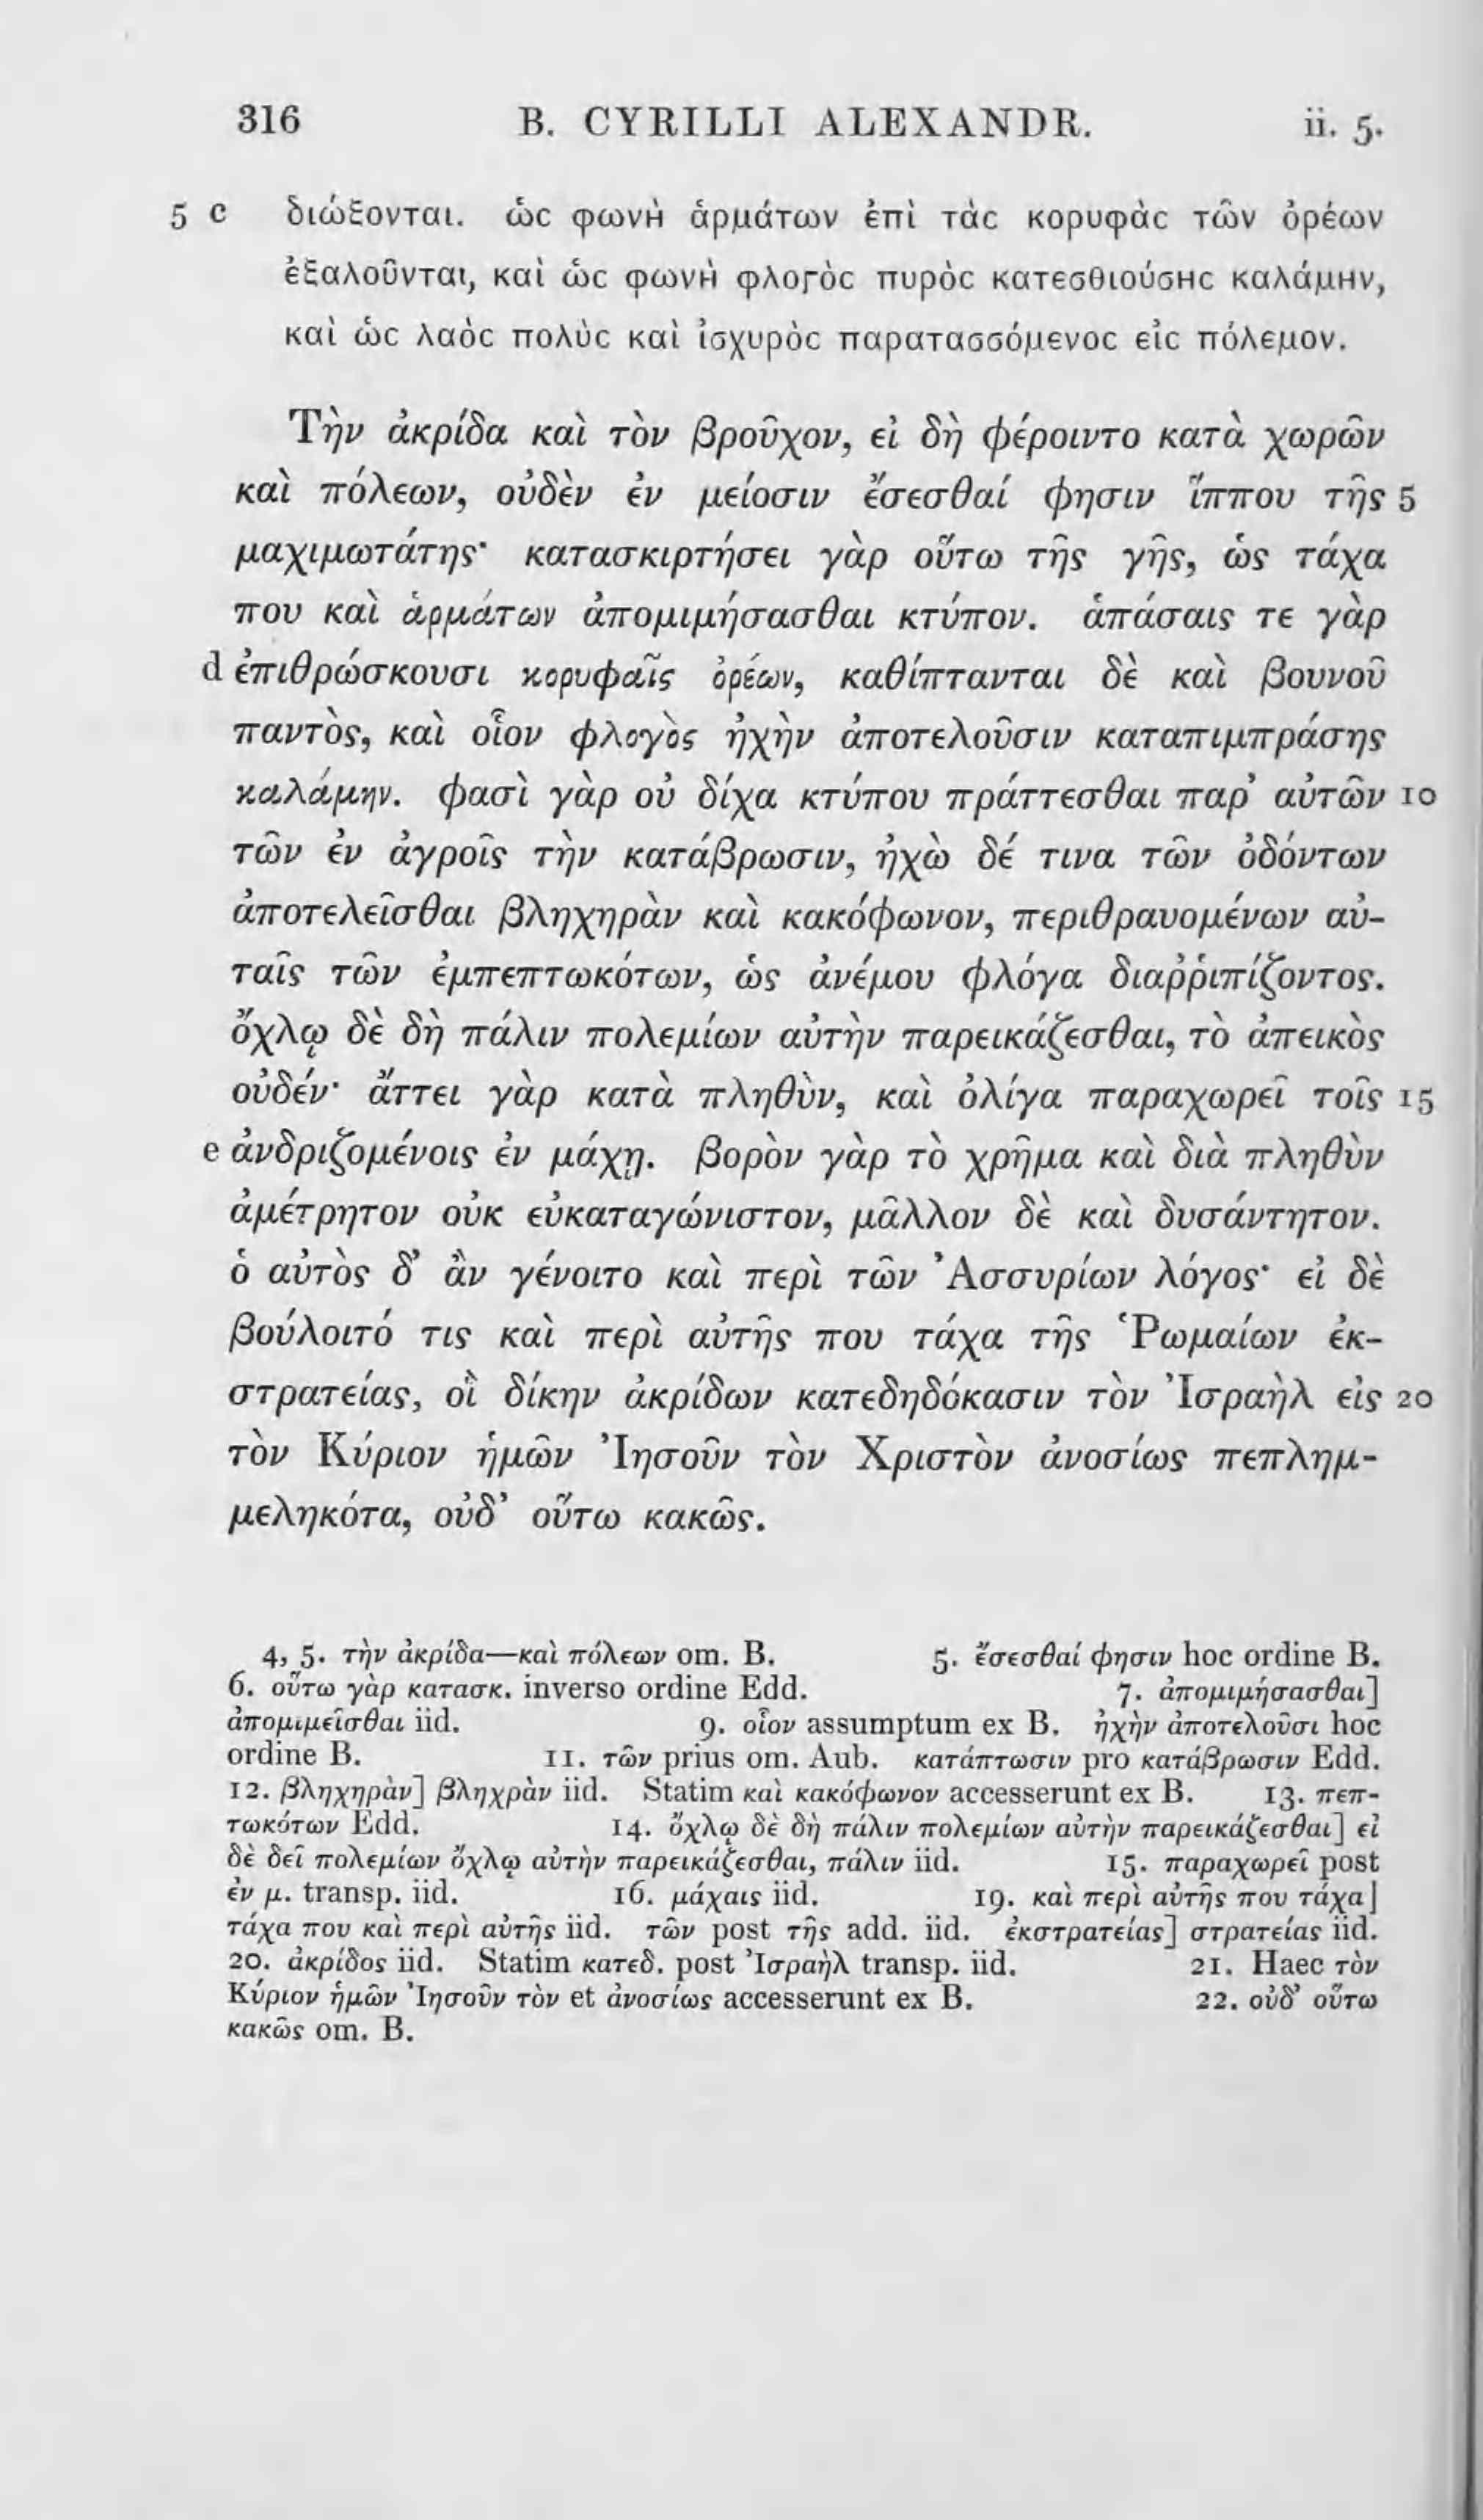 316 B. CYRILLI ALEXANDR. ii. 5.
5 c διώξονται. ὡς φωνὴ ἁρμάτων ἐπὶ τὰς κορυφὰς τῶν ὀρέων
ἐξαλοῦνται, καὶ ὡς φωνὴ φλογὸς πυρὸς κατεσθιούσης καλάμην,
καὶ ὡς λαὸς πολὺς καὶ ἰσχυρὸς παρατασσόμενος εἰς πόλεμον.
Τὴν ἀκρίδα καὶ τὸν βροῦχον, εἰ δὴ φέροιντο κατὰ χωρῶν
καὶ πόλεων, οὐδὲν ἐν μείοσιν ἔσεσθαί φησιν ἵππου τῆς 5
μαχιμωτάτης· κατασκιρτήσει γὰρ οὕτω τῆς γῆς, ὡς τάχα
που καὶ ἁρμάτων ἀπομιμήσασθαι κτύπον. ἁπάσαις τε γὰρ
d ἐπιθρώσκουσι κορυφαῖς ὀρέων, καθίπτανται δὲ καὶ βουνοῦ
παντὸς, καὶ οἷον φλογὸς ἠχὴν ἀποτελοῦσιν καταπιμπράσης
καλάμην. φασὶ γὰρ οὐ δίχα κτύπου πράττεσθαι παρ’ αὐτῶν 10
τῶν ἐν ἀγροῖς τὴν κατάβρωσιν, ἠχὼ δέ τινα τῶν ὀδόντων
ἀποτελεῖσθαι βληχηρὰν καὶ κακόφωνον, περιθραυομένων αὐ-
ταῖς τῶν ἐμπεπτωκότων, ὡς ἀνέμου φλόγα διαῤῥιπίζοντος.
ὄχλῳ δὲ δὴ πάλιν πολεμίων αὐτὴν παρεικάζεσθαι, τὸ ἀπεικὸς
οὐδέν· ἄττει γὰρ κατὰ πληθὺν, καὶ ὀλίγα παραχωρεῖ τοῖς 15
e ἀνδριζομένοις ἐν μάχῃ. βορὸν γὰρ τὸ χρῆμα καὶ διὰ πληθὺν
ἀμέτρητον οὐκ εὐκαταγώνιστον, μᾶλλον δὲ καὶ δυσάντητον.
ὁ αὐτὸς δ’ ἂν γένοιτο καὶ περὶ τῶν Ἀσσυρίων λόγος· εἰ δὲ
βούλοιτό τις καὶ περὶ αὐτῆς που τάχα τῆς Ῥωμαίων ἐκ-
στρατείας, οἳ δίκην ἀκρίδων κατεδηδόκασιν τὸν Ἰσραὴλ εἰς 20
τὸν Κύριον ἡμῶν Ἰησοῦν τὸν Χριστὸν ἀνοσίως πεπλημ-
μεληκότα, οὐδ’ οὕτω κακῶς.
4, 5. τὴν ἀκρίδα—καὶ πόλεων om. B. 5. ἔσεσθαί φησιν hoc ordine B.
6. οὕτω γὰρ κατασκ. inverso ordine Edd. 7. ἀπομιμήσασθαι]
ἀπομιμεῖσθαι iid. 9. οἷον assumptum ex B. ἠχὴν ἀποτελοῦσι hoc
ordine B. 11. τῶν prius om. Aub. κατάπτωσιν pro κατάβρωσιν Edd.
12. βληχηρὰν] βληχρὰν iid. Statim καὶ κακόφωνον accesserunt ex B. 13. πεπ-
τωκότων Edd. 14. ὄχλῳ δὲ δὴ πάλιν πολεμίων αὐτὴν παρεικάζεσθαι] εἰ
δὲ δεῖ πολεμίων ὄχλῳ αὐτὴν παρεικάζεσθαι, πάλιν iid. 15. παραχωρεῖ post
ἐν μ. transp. iid. 16. μάχαις iid. 19. καὶ περὶ αὐτῆς που τάχα]
τάχα που καὶ περὶ αὐτῆς iid. τῶν post τῆς add. iid. ἐκστρατείας] στρατείας iid.
20. ἀκρίδος iid. Statim κατεδ. post Ἰσραὴλ transp. iid. 21. Haec τὸν
Κύριον ἡμῶν Ἰησοῦν τὸν et ἀνοσίως accesserunt ex B. 22. οὐδ’ οὕτω
κακῶς om. B.